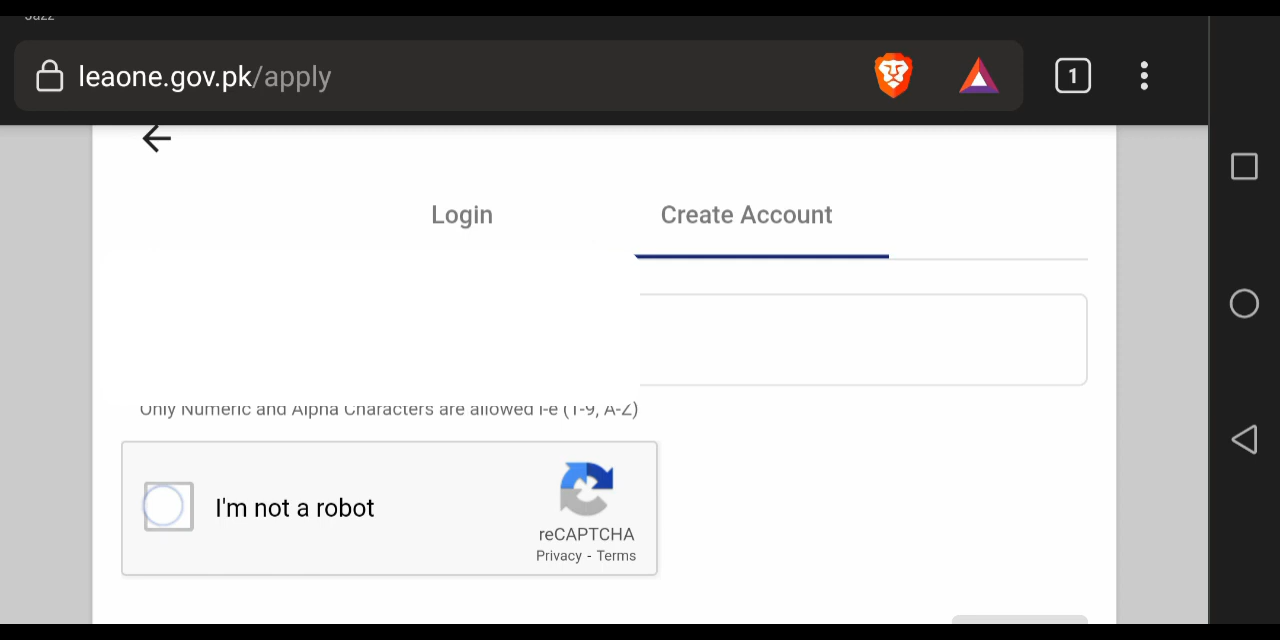 Jazz
leaone.gov.pk/apply
1
Login
Create Account
Only Numeric and Alpha Characters are allowed i-e (1-9, A-Z)
I'm not a robot
reCAPTCHA
Privacy - Terms